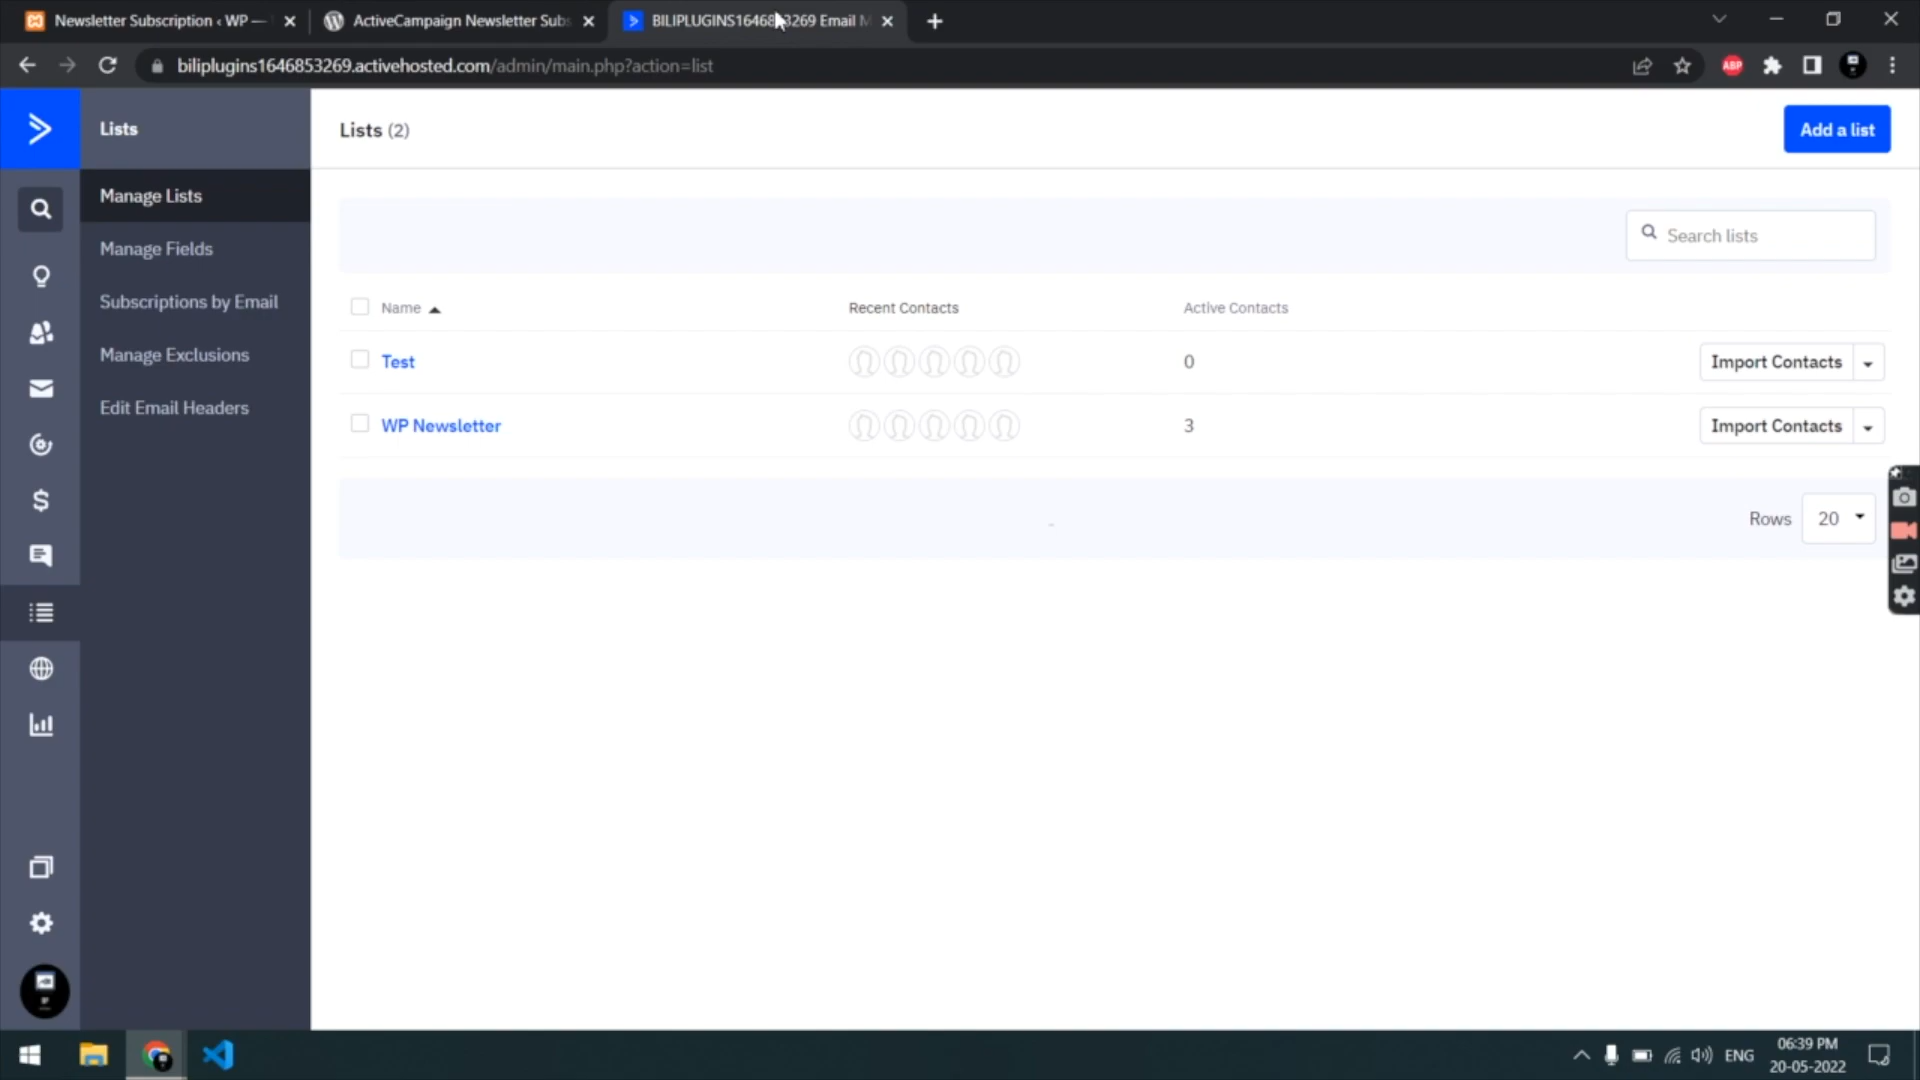 Newsletter Subscription ‹ WP —
ActiveCampaign Newsletter Subs
BILIPLUGINS1646853269 Email M
biliplugins1646853269.activehosted.com/admin/main.php?action=list
ABP
Lists
Lists (2)
Add a list
Manage Lists
Manage Fields
Subscriptions by Email
Manage Exclusions
Edit Email Headers
Search lists
Name
Recent Contacts
Active Contacts
Test
0
Import Contacts
WP Newsletter
3
Import Contacts
Rows
20
ENG
06:39 PM
20-05-2022